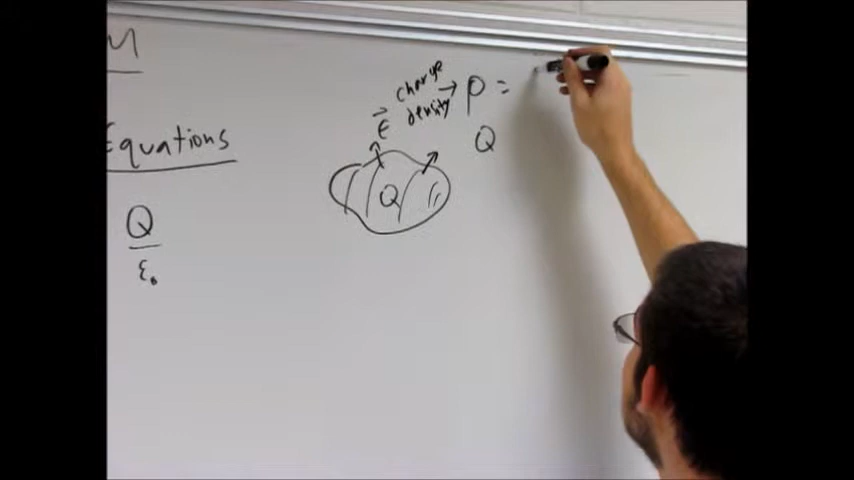 M
Equations
Q
ε₀
E
charge
density → ρ =
Q
Q